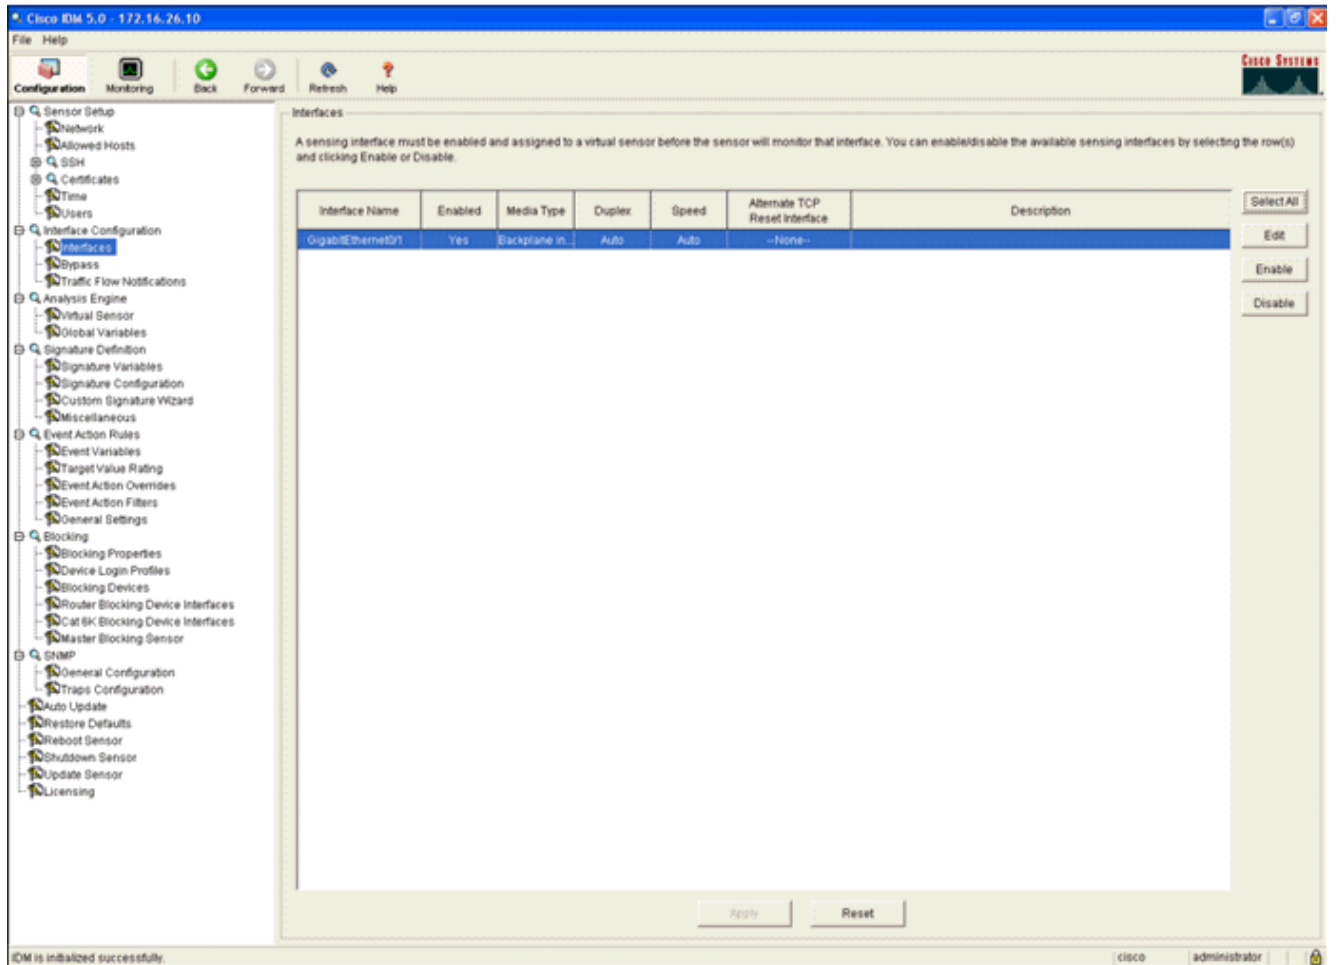 Cisco IDM 5.0 - 172.16.26.10
File Help
Configuration Monitoring Back Forward Refresh Help
CISCO SYSTEMS
Sensor Setup
Network
Allowed Hosts
SSH
Certificates
Time
Users
Interface Configuration
Interfaces
Bypass
Traffic Flow Notifications
Analysis Engine
Virtual Sensor
Global Variables
Signature Definition
Signature Variables
Signature Configuration
Custom Signature Wizard
Miscellaneous
Event Action Rules
Event Variables
Target Value Rating
Event Action Overrides
Event Action Filters
General Settings
Blocking
Blocking Properties
Device Login Profiles
Blocking Devices
Router Blocking Device Interfaces
Cat 6K Blocking Device Interfaces
Master Blocking Sensor
SNMP
General Configuration
Traps Configuration
Auto Update
Restore Defaults
Reboot Sensor
Shutdown Sensor
Update Sensor
Licensing
Interfaces
A sensing interface must be enabled and assigned to a virtual sensor before the sensor will monitor that interface. You can enable/disable the available sensing interfaces by selecting the row(s)
and clicking Enable or Disable.
Interface Name Enabled Media Type Duplex Speed Alternate TCP Reset Interface Description
GigabitEthernet0/1 Yes Backplane in... Auto Auto --None--
Select All
Edit
Enable
Disable
Apply Reset
IDM is initialized successfully.
cisco administrator